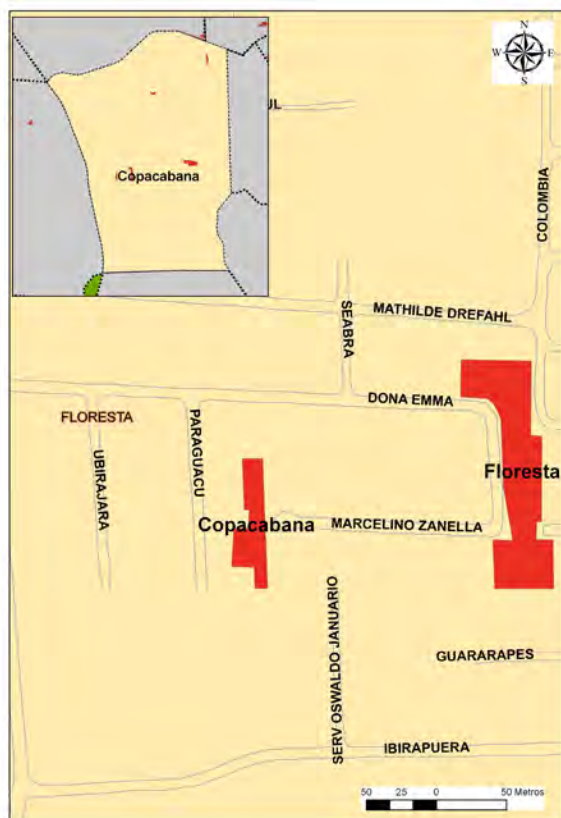 N
W E
S
UL
Copacabana
COLOMBIA
MATHILDE DREFAHL
SEABRA
DONA EMMA
FLORESTA
PARAGUACU
UBIRAJARA
Floresta
Copacabana
MARCELINO ZANELLA
SERV OSWALDO JANUARIO
GUARARAPES
IBIRAPUERA
50 25 0 50 Metros